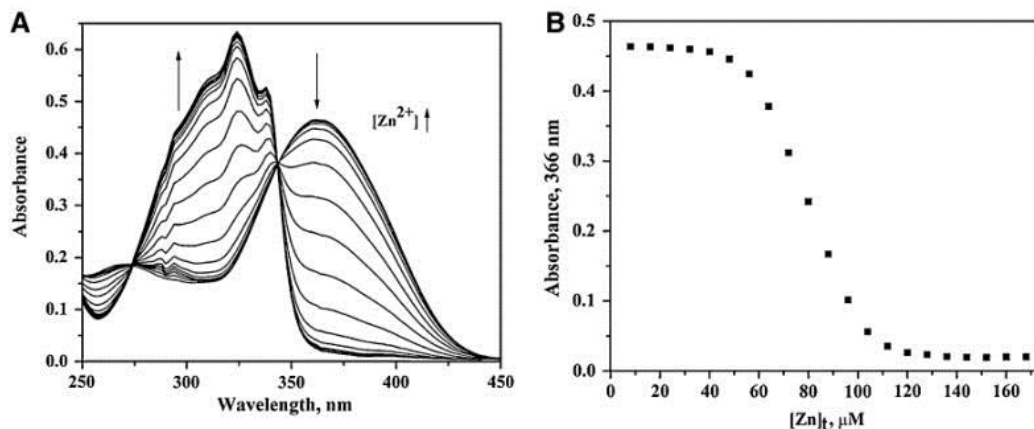 A
0.6
0.5
0.4
0.3
0.2
0.1
0.0
Absorbance
[Zn²⁺]
250 300 350 400 450
Wavelength, nm
B
0.5
0.4
0.3
0.2
0.1
0.0
Absorbance, 366 nm
0 20 40 60 80 100 120 140 160
[Zn]t, μM